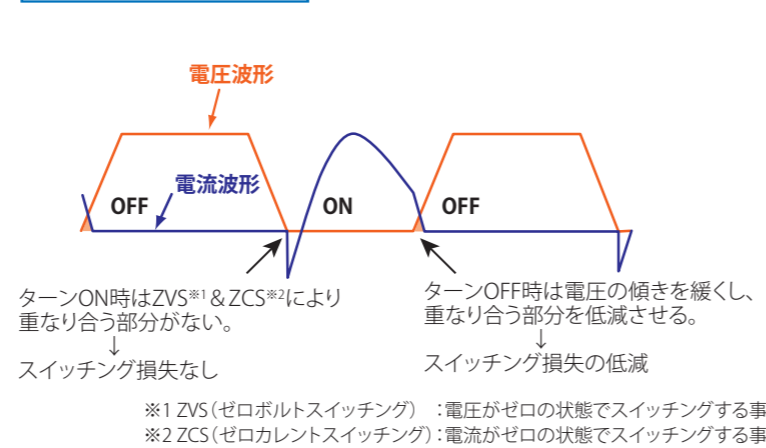 電圧波形
電流波形
OFF
ON
OFF
ターンON時はZVS※1＆ZCS※2により
重なり合う部分がない。
↓
スイッチング損失なし
ターンOFF時は電圧の傾きを緩くし、
重なり合う部分を低減させる。
↓
スイッチング損失の低減
※1 ZVS（ゼロボルトスイッチング）：電圧がゼロの状態でスイッチングする事
※2 ZCS（ゼロカレントスイッチング）：電流がゼロの状態でスイッチングする事